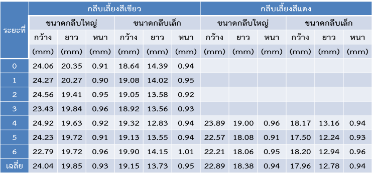 ระยะที่ กลีบเลี้ยงสีเขียว กลีบเลี้ยงสีแดง
ขนาดกลีบใหญ่ ขนาดกลีบเล็ก ขนาดกลีบใหญ่ ขนาดกลีบเล็ก
กว้าง ยาว หนา กว้าง ยาว หนา กว้าง ยาว หนา กว้าง ยาว หนา
(mm) (mm) (mm) (mm) (mm) (mm) (mm) (mm) (mm) (mm) (mm) (mm)
0 24.06 20.35 0.91 18.64 14.39 0.94
1 24.27 20.27 0.90 19.08 14.02 0.95
2 24.56 19.41 0.95 19.05 13.58 0.92
3 23.43 19.84 0.96 18.92 13.56 0.93
4 24.92 19.63 0.92 19.32 12.83 0.94 23.89 19.00 0.96 18.17 13.16 0.94
5 24.23 19.72 0.91 19.13 13.55 0.94 22.57 18.08 0.91 17.50 12.24 0.93
6 22.79 19.72 0.96 19.90 14.15 1.01 22.21 18.06 0.95 18.20 12.94 0.96
เฉลี่ย 24.04 19.85 0.93 19.15 13.73 0.95 22.89 18.38 0.94 17.96 12.78 0.94